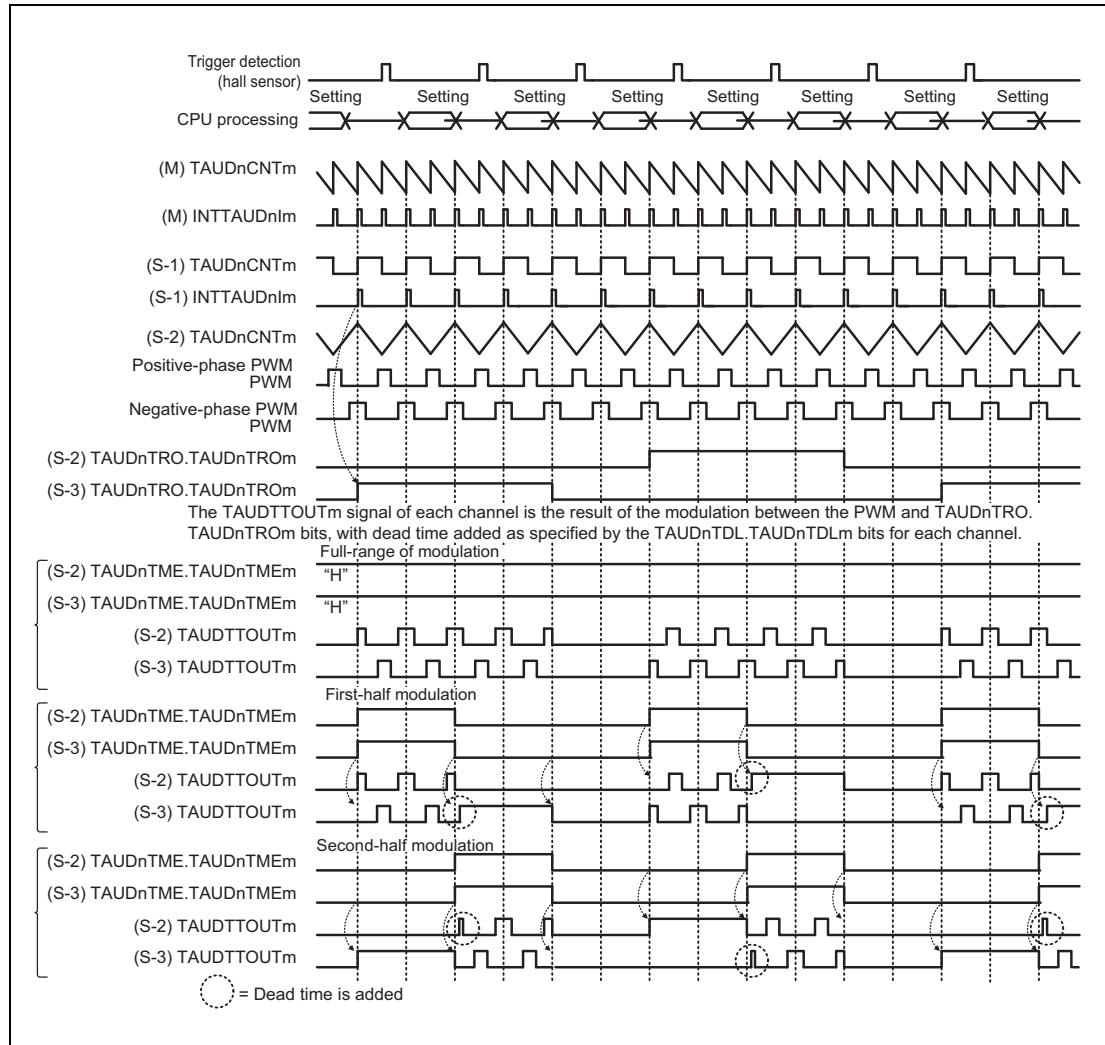 Trigger detection
(hall sensor)
Setting Setting Setting Setting Setting Setting Setting Setting
CPU processing
(M) TAUDnCNTm
(M) INTTAUDnIm
(S-1) TAUDnCNTm
(S-1) INTTAUDnIm
(S-2) TAUDnCNTm
Positive-phase PWM
PWM
Negative-phase PWM
PWM
(S-2) TAUDnTRO.TAUDnTROm
(S-3) TAUDnTRO.TAUDnTROm
The TAUDTTOUTm signal of each channel is the result of the modulation between the PWM and TAUDnTRO.
TAUDnTROm bits, with dead time added as specified by the TAUDnTDL.TAUDnTDLm bits for each channel.
Full-range of modulation
(S-2) TAUDnTME.TAUDnTMEm "H"
(S-3) TAUDnTME.TAUDnTMEm "H"
(S-2) TAUDTTOUTm
(S-3) TAUDTTOUTm
First-half modulation
(S-2) TAUDnTME.TAUDnTMEm
(S-3) TAUDnTME.TAUDnTMEm
(S-2) TAUDTTOUTm
(S-3) TAUDTTOUTm
Second-half modulation
(S-2) TAUDnTME.TAUDnTMEm
(S-3) TAUDnTME.TAUDnTMEm
(S-2) TAUDTTOUTm
(S-3) TAUDTTOUTm
= Dead time is added